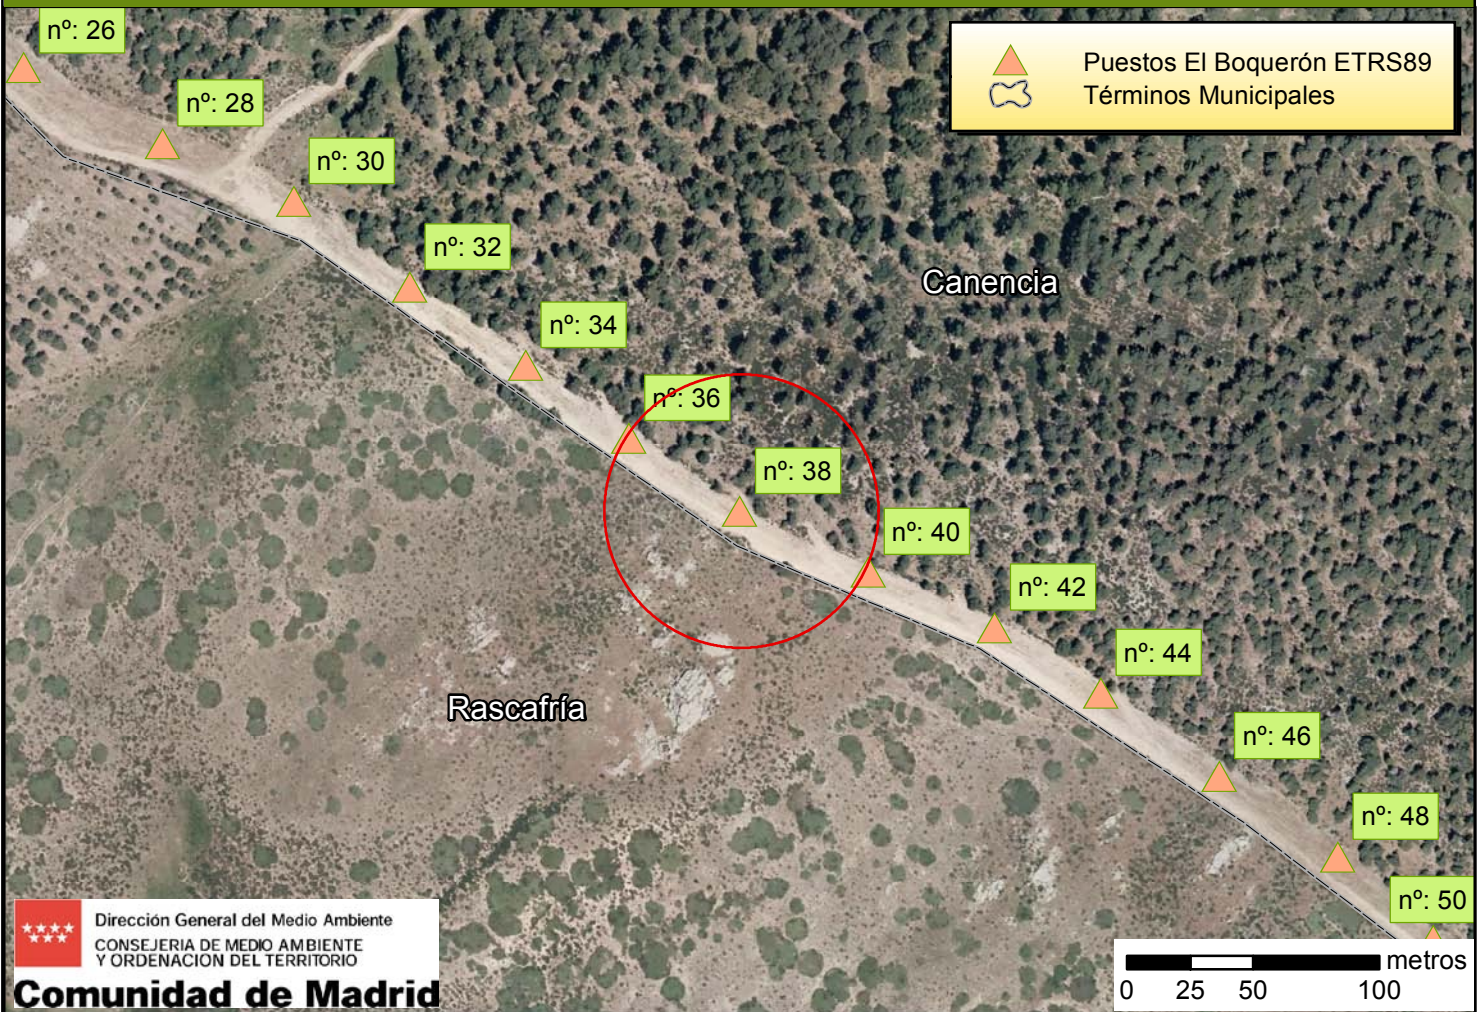 nº: 26
Puestos El Boquerón ETRS89
Términos Municipales
nº: 28
nº: 30
nº: 32
Canencia
nº: 34
nº: 36
nº: 38
nº: 40
nº: 42
nº: 44
Rascafría
nº: 46
nº: 48
nº: 50
Dirección General del Medio Ambiente
CONSEJERIA DE MEDIO AMBIENTE
Y ORDENACION DEL TERRITORIO
Comunidad de Madrid
metros
0 25 50 100